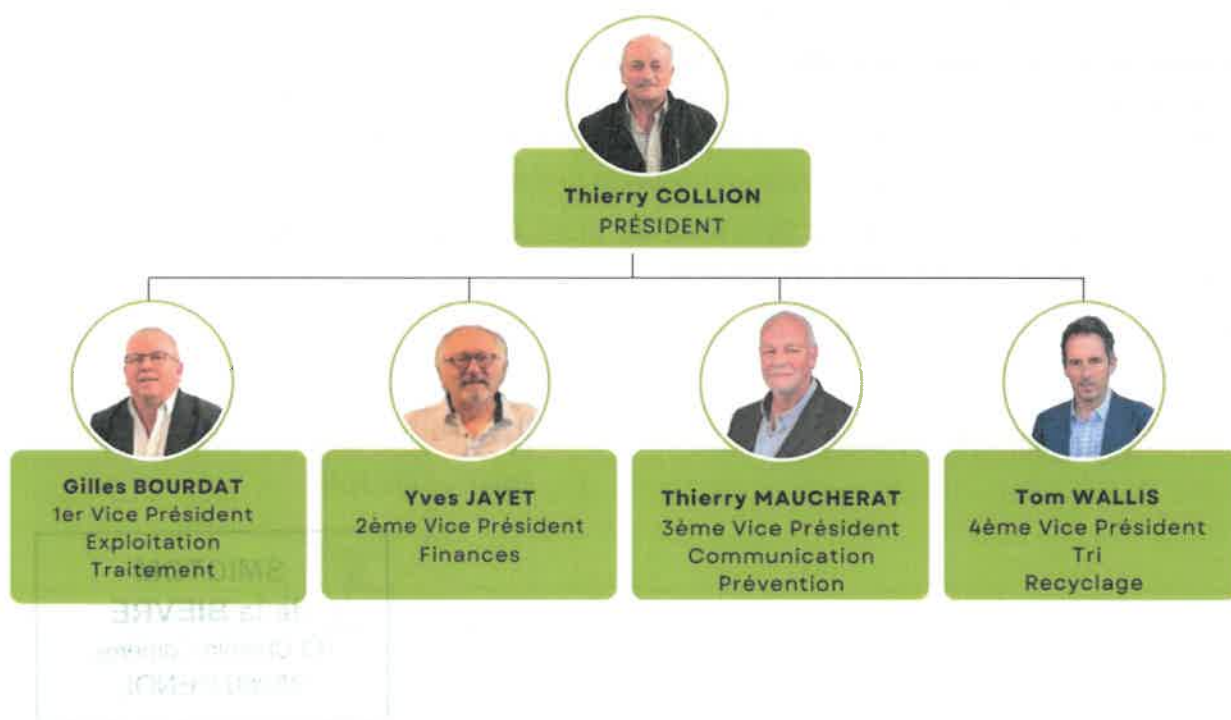 Thierry COLLION
PRÉSIDENT
Gilles BOURDAT
1er Vice Président
Exploitation
Traitement
Yves JAYET
2ème Vice Président
Finances
Thierry MAUCHERAT
3ème Vice Président
Communication
Prévention
Tom WALLIS
4ème Vice Président
Tri
Recyclage
BIEVRE